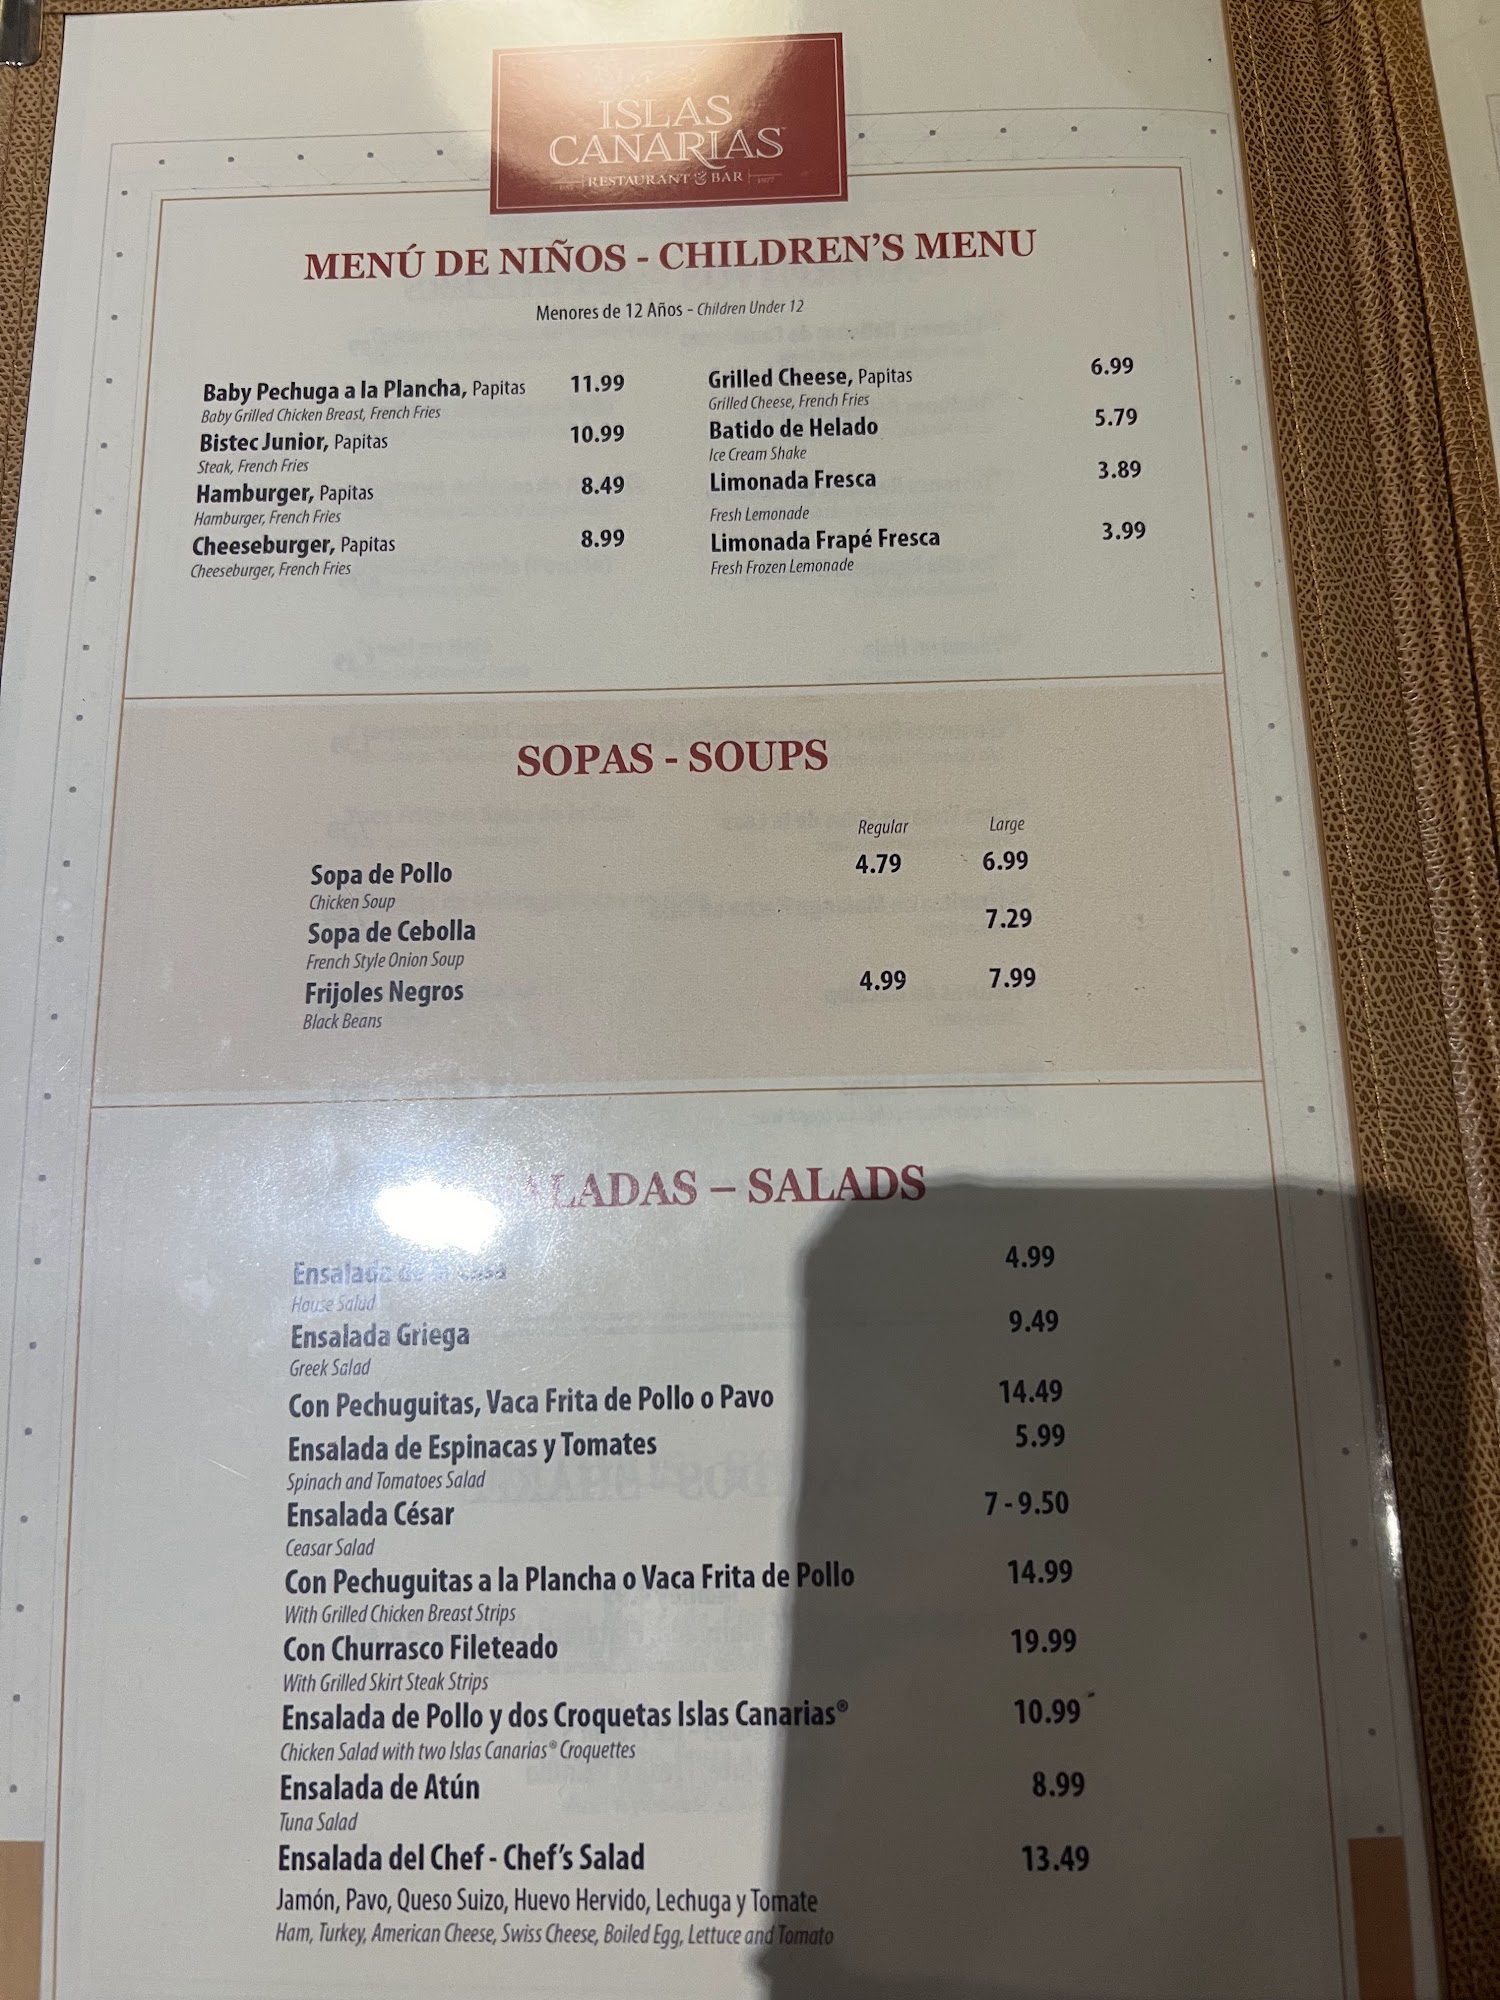 ISLAS
CANARIAS
RESTAURANT & BAR
MENÚ DE NIÑOS - CHILDREN'S MENU
Menores de 12 Años - Children Under 12
Baby Pechuga a la Plancha, Papitas 11.99
Baby Grilled Chicken Breast, French Fries
Bistec Junior, Papitas 10.99
Steak, French Fries
Hamburger, Papitas 8.49
Hamburger, French Fries
Cheeseburger, Papitas 8.99
Cheeseburger, French Fries
Grilled Cheese, Papitas 6.99
Grilled Cheese, French Fries
Batido de Helado 5.79
Ice Cream Shake
Limonada Fresca 3.89
Fresh Lemonade
Limonada Frapé Fresca 3.99
Fresh Frozen Lemonade
SOPAS - SOUPS
Regular Large
Sopa de Pollo 4.79 6.99
Chicken Soup
Sopa de Cebolla 7.29
French Style Onion Soup
Frijoles Negros 4.99 7.99
Black Beans
– SALADS
Ensalada de la Casa 4.99
House Salad
Ensalada Griega 9.49
Greek Salad
Con Pechuguitas, Vaca Frita de Pollo o Pavo 14.49
Ensalada de Espinacas y Tomates 5.99
Spinach and Tomatoes Salad
Ensalada César 7 - 9.50
Ceasar Salad
Con Pechuguitas a la Plancha o Vaca Frita de Pollo 14.99
With Grilled Chicken Breast Strips
Con Churrasco Fileteado 19.99
With Grilled Skirt Steak Strips
Ensalada de Pollo y dos Croquetas Islas Canarias® 10.99
Chicken Salad with two Islas Canarias® Croquettes
Ensalada de Atún 8.99
Tuna Salad
Ensalada del Chef - Chef's Salad 13.49
Jamón, Pavo, Queso Suizo, Huevo Hervido, Lechuga y Tomate
Ham, Turkey, American Cheese, Swiss Cheese, Boiled Egg, Lettuce and Tomato